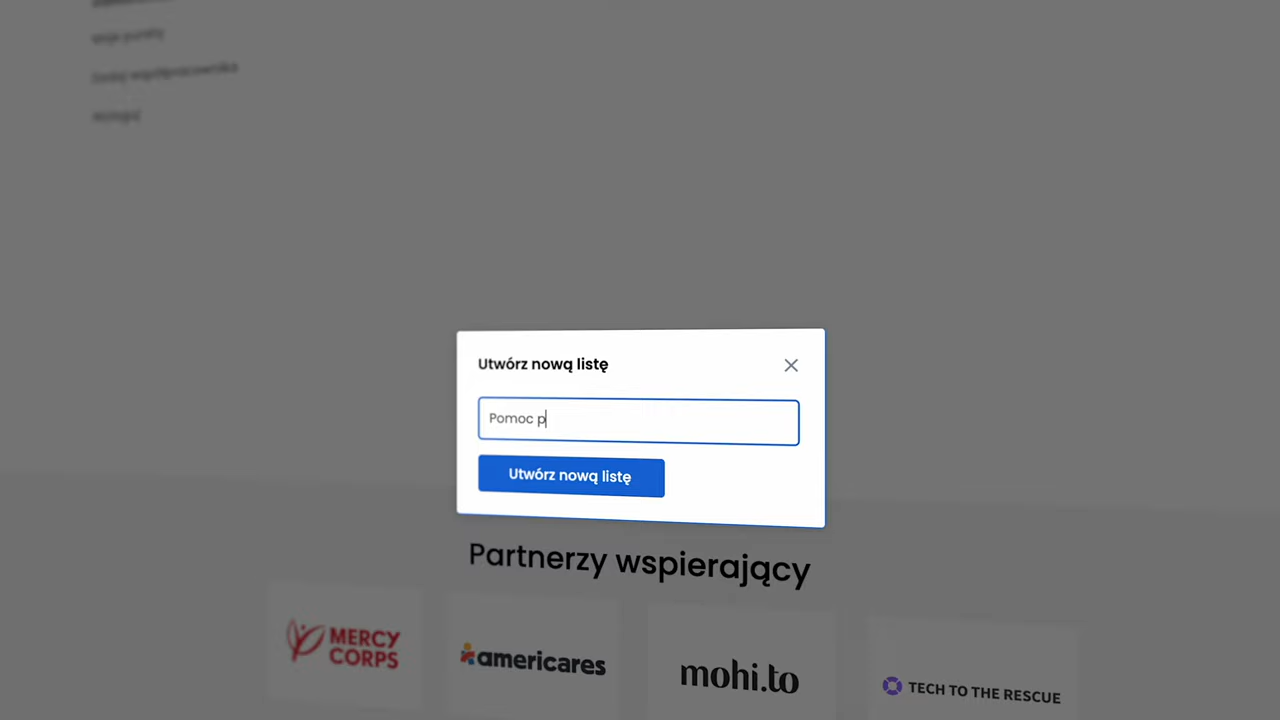 Utwórz nową listę
Pomoc p
Utwórz nową listę
Partnerzy wspierający
MERCY
CORPS
americares
mohi.to
TECH TO THE RESCUE